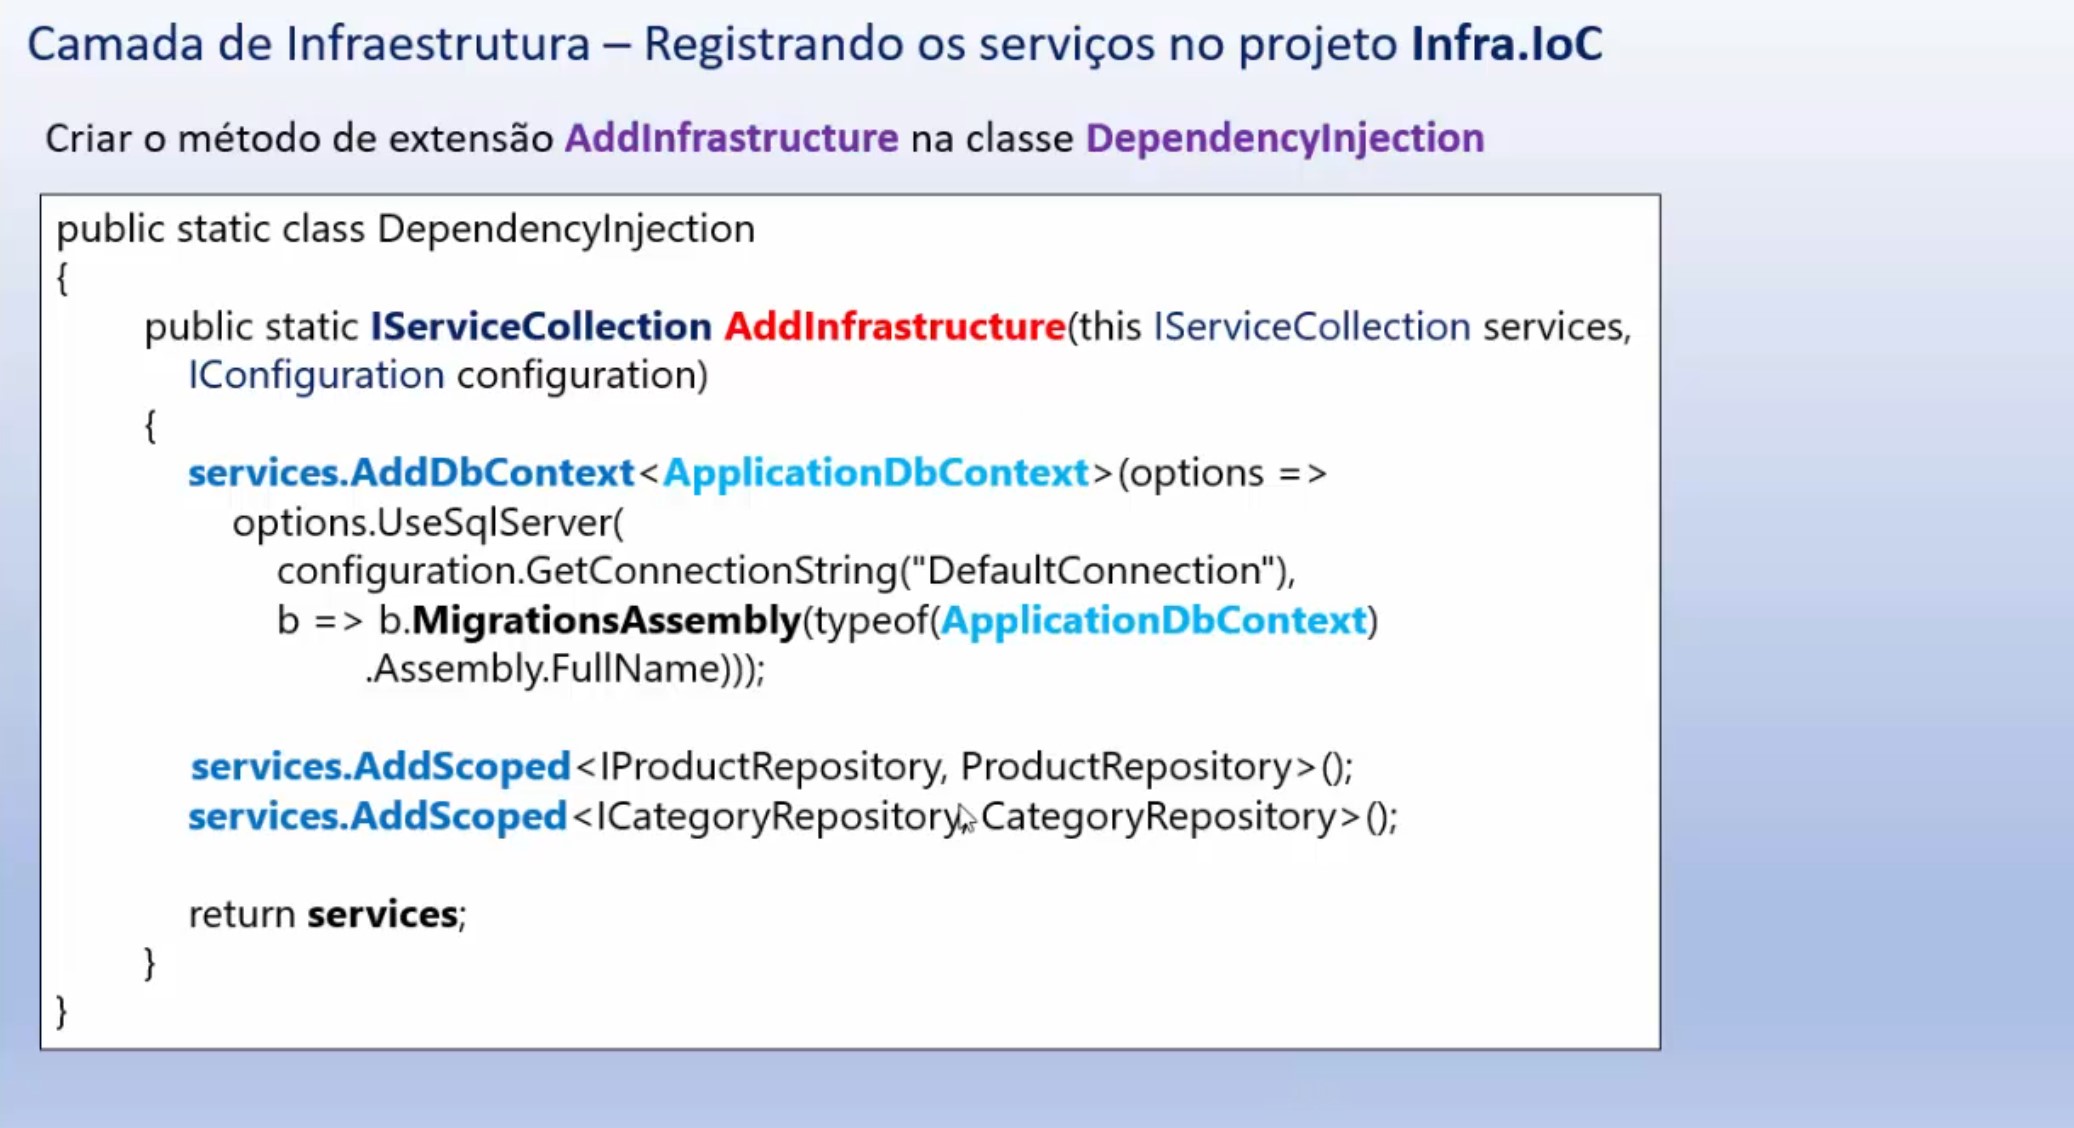 Camada de Infraestrutura – Registrando os serviços no projeto Infra.IoC
Criar o método de extensão AddInfrastructure na classe DependencyInjection
public static class DependencyInjection
{
public static IServiceCollection AddInfrastructure(this IServiceCollection services,
IConfiguration configuration)
{
services.AddDbContext<ApplicationDbContext>(options =>
options.UseSqlServer(
configuration.GetConnectionString("DefaultConnection"),
b => b.MigrationsAssembly(typeof(ApplicationDbContext)
.Assembly.FullName)));
services.AddScoped<IProductRepository, ProductRepository>();
services.AddScoped<ICategoryRepository, CategoryRepository>();
return services;
}
}